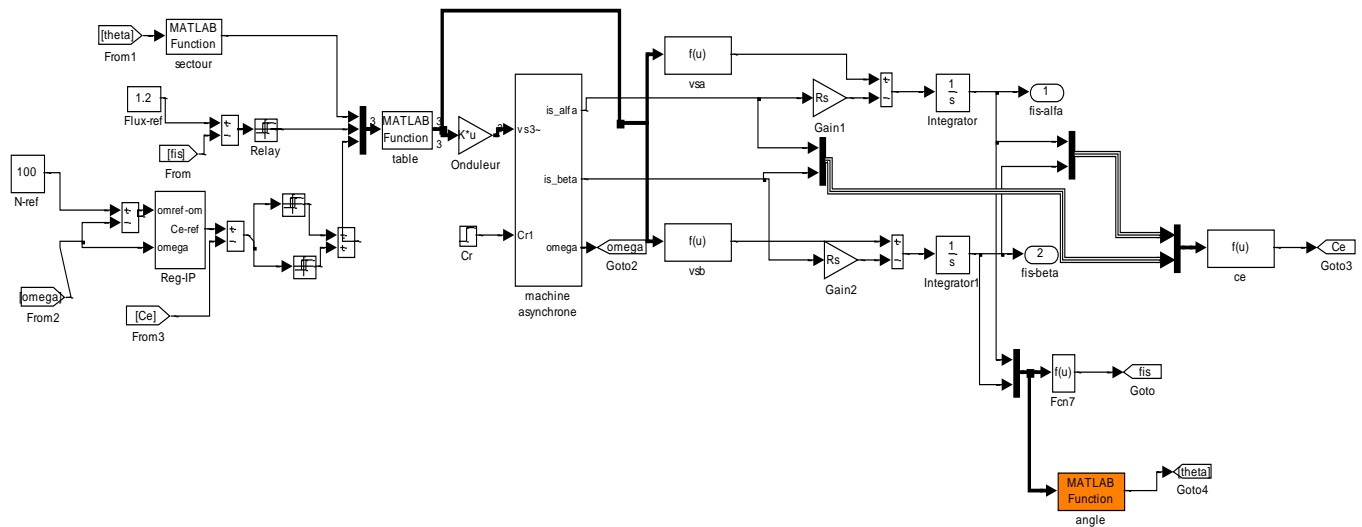 [theta]
From1
MATLAB
Function
sectour
1.2
Flux-ref
[fis]
From
Relay
100
N-ref
omref-om
Ce-ref
omega
Reg-IP
[omega]
From2
[Ce]
From3
3
MATLAB
Function
table
3
3
K*u
Onduleur
vs3~
Cr1
is_alfa
is_beta
omega
machine
asynchrone
Cr
omega
Goto2
f(u)
vsa
f(u)
vsb
Rs
Gain1
Rs
Gain2
1
s
Integrator
1
s
Integrator1
1
fis-alfa
2
fis-beta
f(u)
ce
Ce
Goto3
f(u)
Fcn7
fis
Goto
MATLAB
Function
angle
[theta]
Goto4